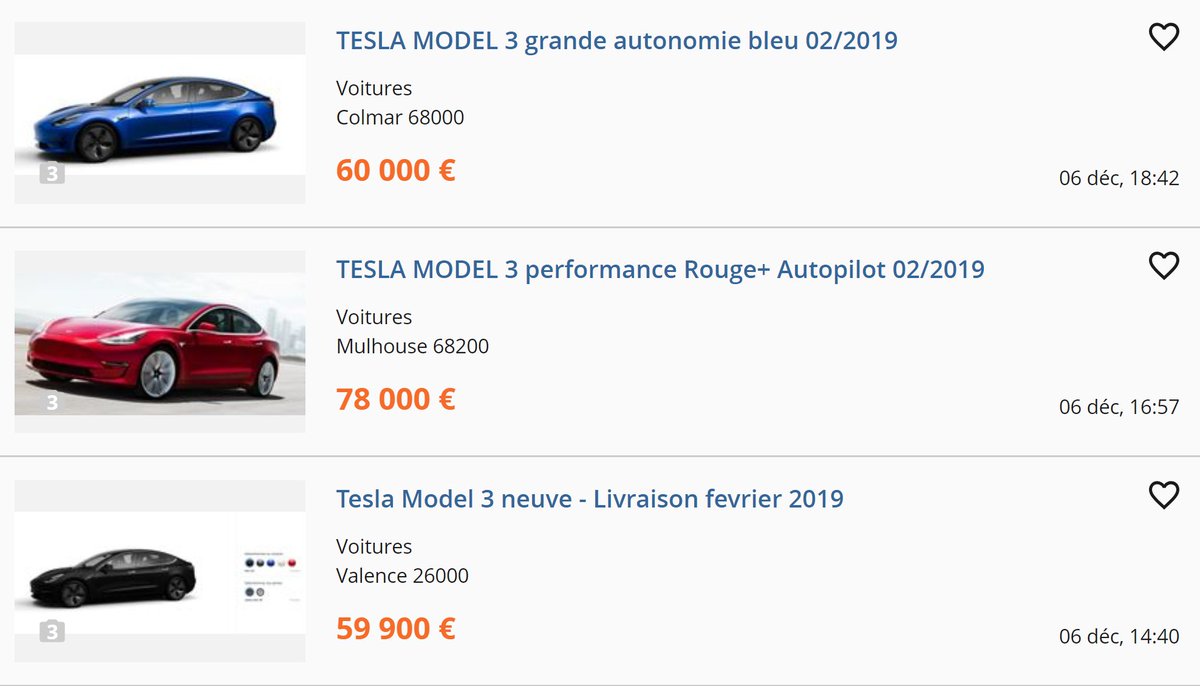 TESLA MODEL 3 grande autonomie bleu 02/2019
Voitures
Colmar 68000
60 000 €
06 déc, 18:42
3
TESLA MODEL 3 performance Rouge+ Autopilot 02/2019
Voitures
Mulhouse 68200
78 000 €
06 déc, 16:57
3
Tesla Model 3 neuve - Livraison fevrier 2019
Voitures
Valence 26000
59 900 €
06 déc, 14:40
3